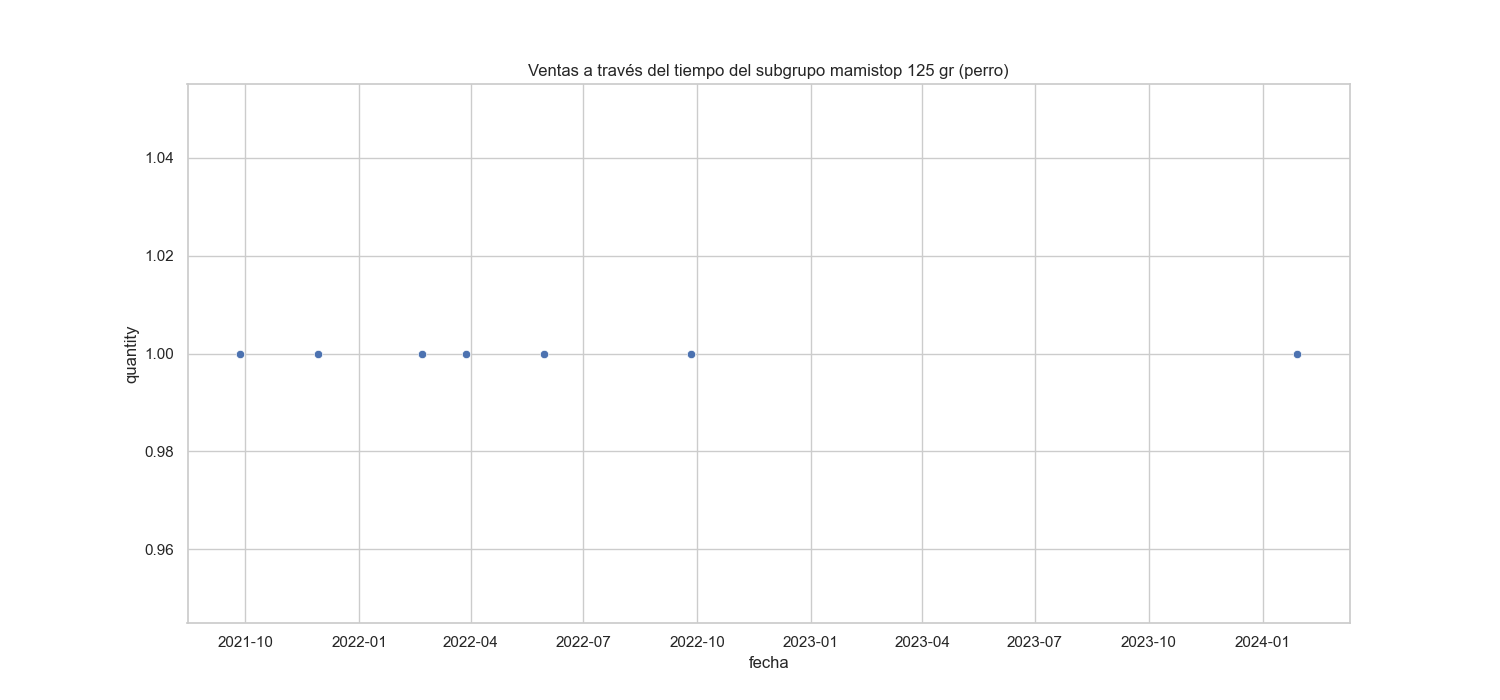 Ventas a través del tiempo del subgrupo mamistop 125 gr (perro)
1.04
1.02
1.00
0.98
0.96
quantity
2021-10 2022-01 2022-04 2022-07 2022-10 2023-01 2023-04 2023-07 2023-10 2024-01
fecha